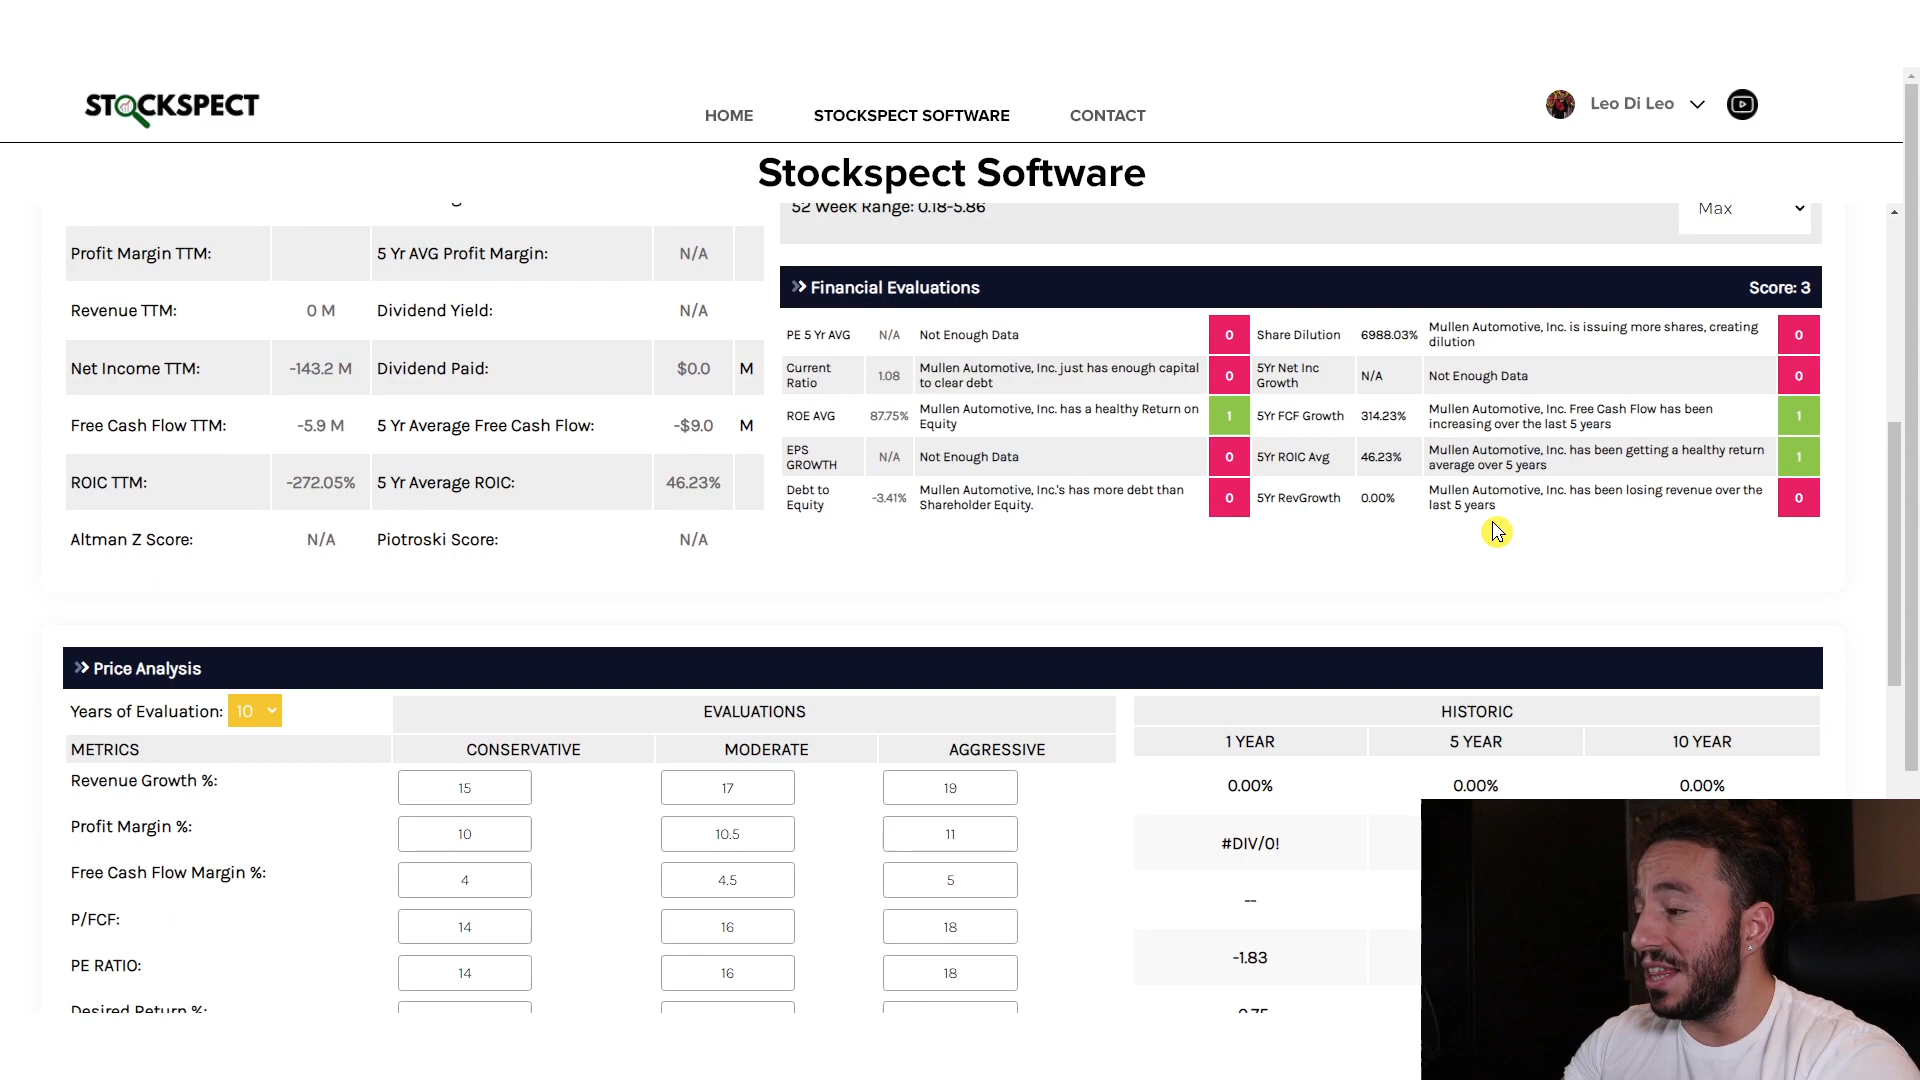 STOCKSPECT
HOME
STOCKSPECT SOFTWARE
CONTACT
Leo Di Leo
Stockspect Software
52 Week Range: 0.18-5.86
Max
Profit Margin TTM:
5 Yr AVG Profit Margin: N/A
Revenue TTM: 0 M Dividend Yield: N/A
Net Income TTM: -143.2 M Dividend Paid: $0.0 M
Free Cash Flow TTM: -5.9 M 5 Yr Average Free Cash Flow: -$9.0 M
ROIC TTM: -272.05% 5 Yr Average ROIC: 46.23%
Altman Z Score: N/A Piotroski Score: N/A
Financial Evaluations Score: 3
PE 5 Yr AVG N/A Not Enough Data 0
Share Dilution 6988.03% Mullen Automotive, Inc. is issuing more shares, creating
dilution 0
Current
Ratio 1.08 Mullen Automotive, Inc. just has enough capital
to clear debt 0
5Yr Net Inc
Growth N/A Not Enough Data 0
ROE AVG 87.75% Mullen Automotive, Inc. has a healthy Return on
Equity 1
5Yr FCF Growth 314.23% Mullen Automotive, Inc. Free Cash Flow has been
increasing over the last 5 years 1
EPS
GROWTH N/A Not Enough Data 0
5Yr ROIC Avg 46.23% Mullen Automotive, Inc. has been getting a healthy return
average over 5 years 1
Debt to
Equity -3.41% Mullen Automotive, Inc.'s has more debt than
Shareholder Equity. 0
5Yr RevGrowth 0.00% Mullen Automotive, Inc. has been losing revenue over the
last 5 years 0
Price Analysis
Years of Evaluation: 10
EVALUATIONS
HISTORIC
METRICS CONSERVATIVE MODERATE AGGRESSIVE
1 YEAR 5 YEAR 10 YEAR
Revenue Growth %: 15 17 19
0.00% 0.00% 0.00%
Profit Margin %: 10 10.5 11
#DIV/0!
Free Cash Flow Margin %: 4 4.5 5
--
P/FCF: 14 16 18
-1.83
PE RATIO: 14 16 18
Desired Return %: